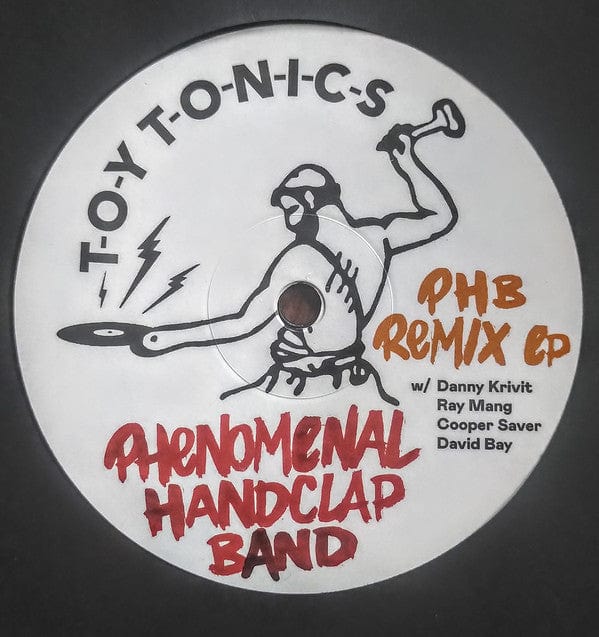 T-O-Y T-O-N-I-C-S
PHB
ReMIX eP
w/ Danny Krivit
Ray Mang
Cooper Saver
David Bay
PHeNOMeNAL
HANDCLAP
BAND